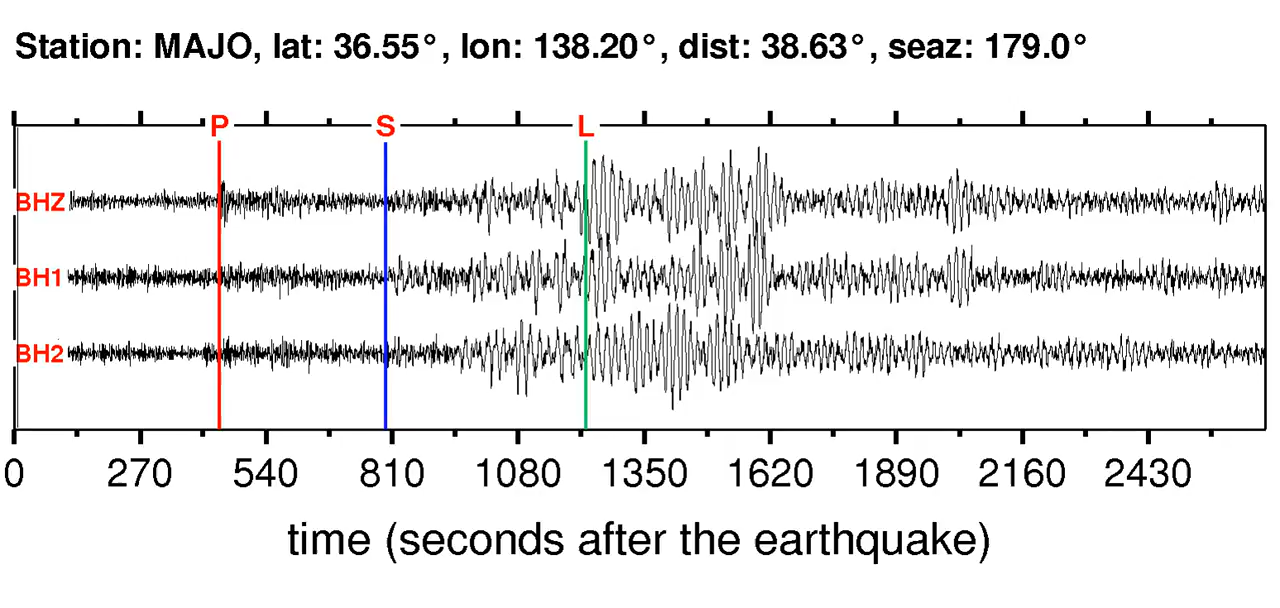 Station: MAJO, lat: 36.55°, lon: 138.20°, dist: 38.63°, seaz: 179.0°
P S L
BHZ
BH1
BH2
0 270 540 810 1080 1350 1620 1890 2160 2430
time (seconds after the earthquake)